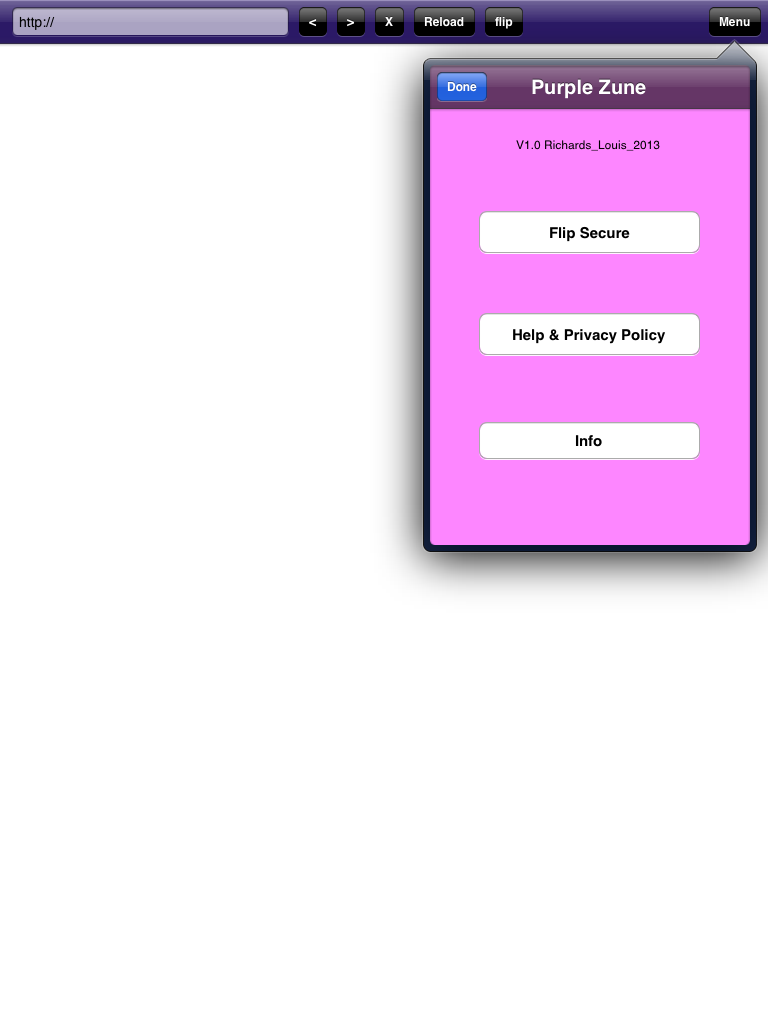 http://
<
>
X
Reload
flip
Menu
Done
Purple Zune
V1.0 Richards_Louis_2013
Flip Secure
Help & Privacy Policy
Info